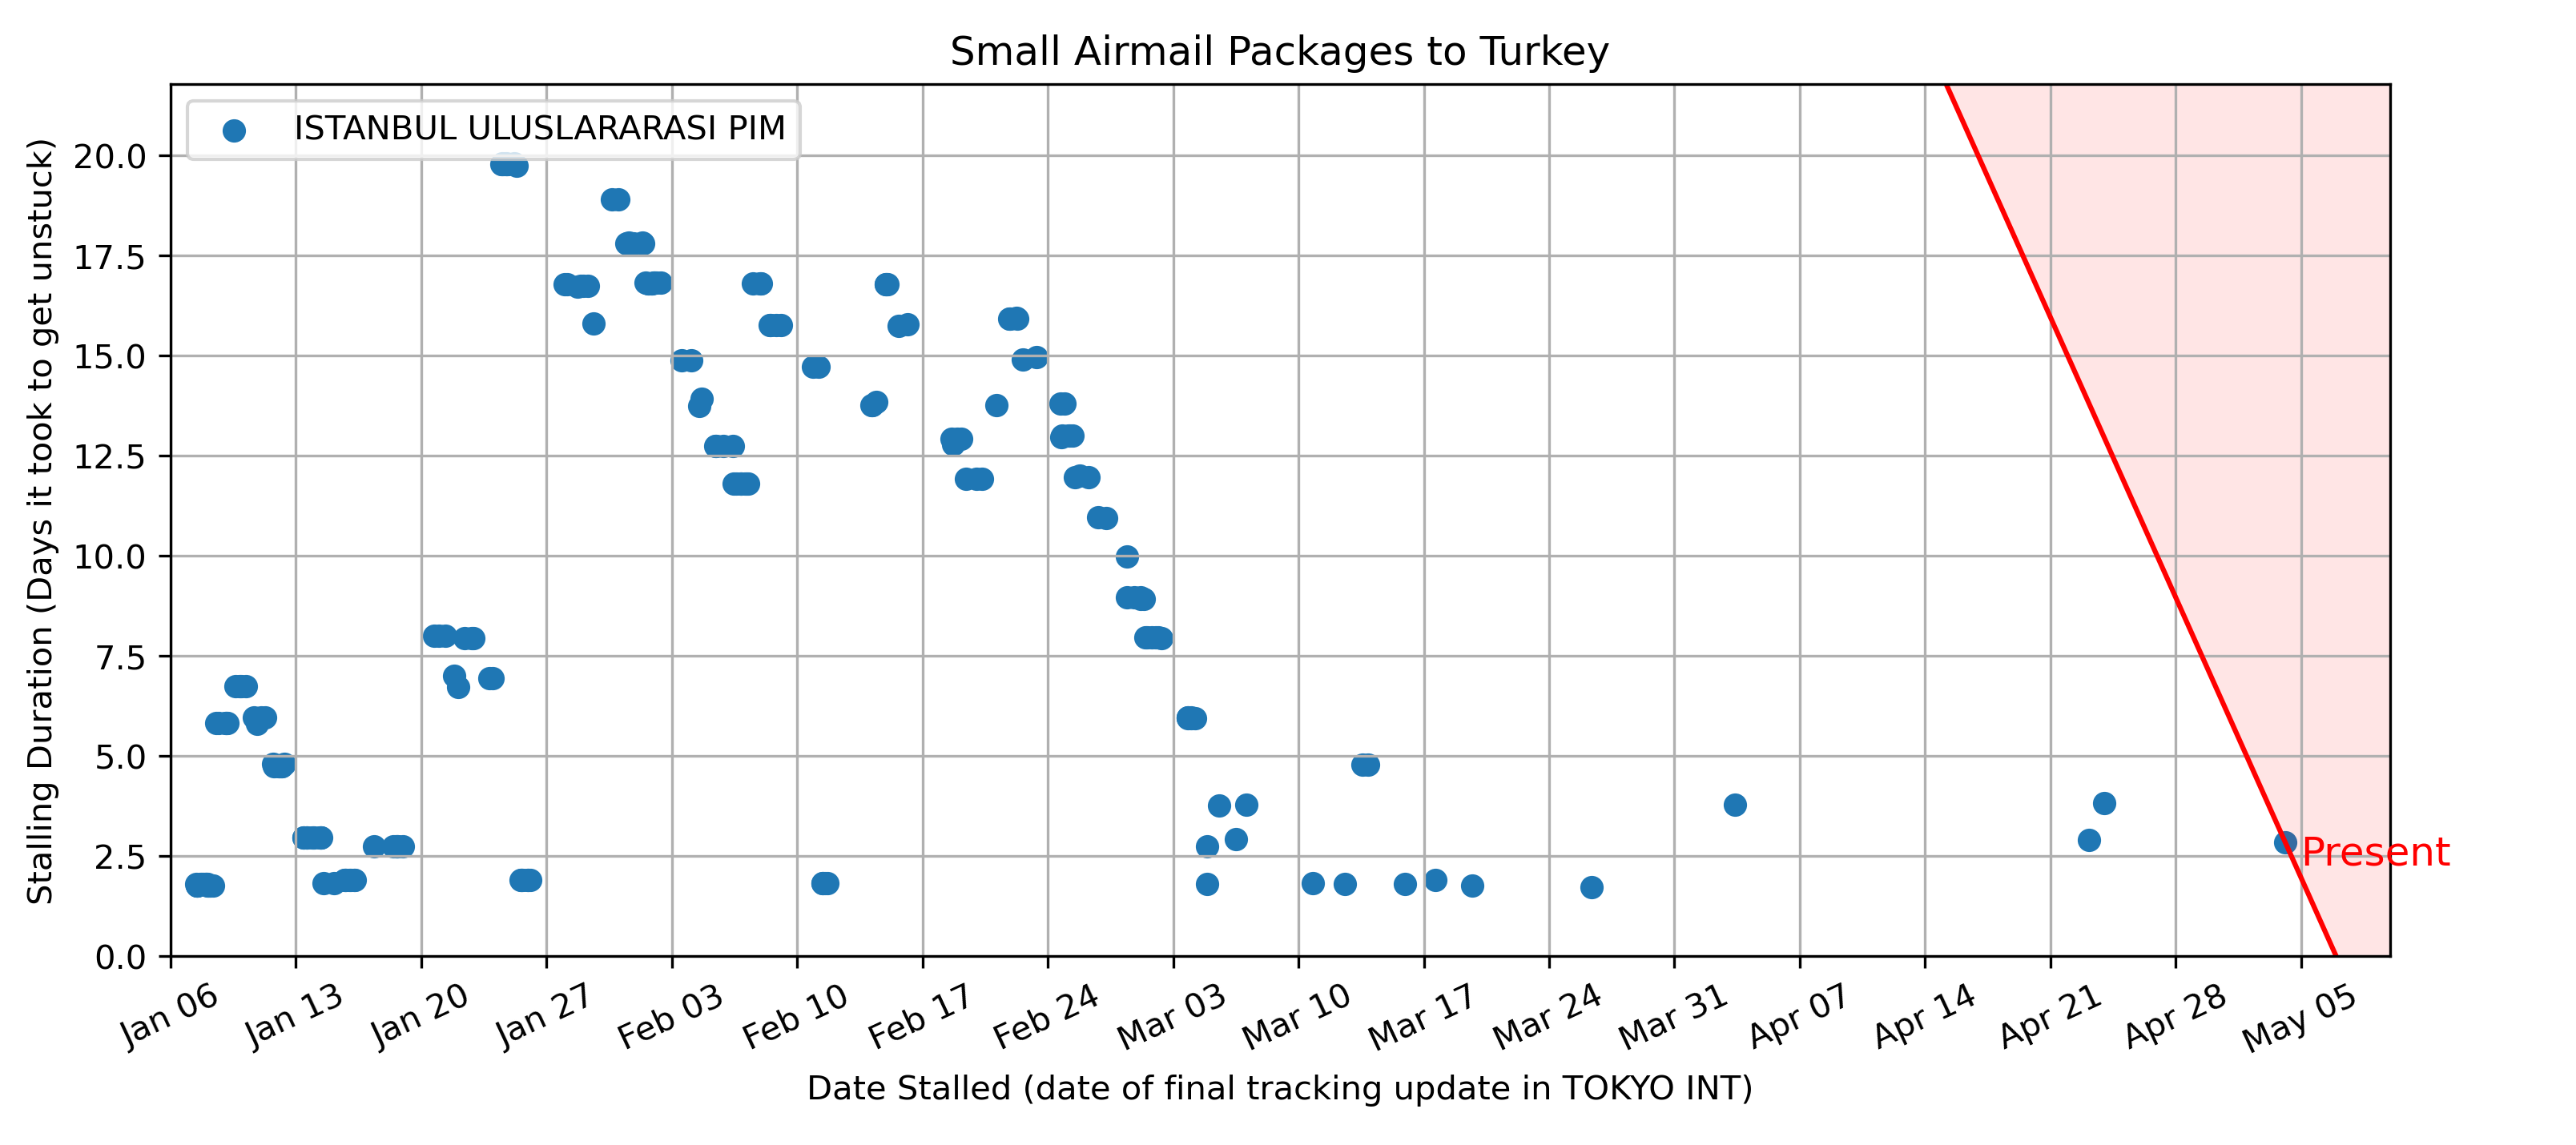 Small Airmail Packages to Turkey
ISTANBUL ULUSLARARASI PIM
Stalling Duration (Days it took to get unstuck)
20.0
17.5
15.0
12.5
10.0
7.5
5.0
2.5
0.0
Present
Jan 06
Jan 13
Jan 20
Jan 27
Feb 03
Feb 10
Feb 17
Feb 24
Mar 03
Mar 10
Mar 17
Mar 24
Mar 31
Apr 07
Apr 14
Apr 21
Apr 28
May 05
Date Stalled (date of final tracking update in TOKYO INT)